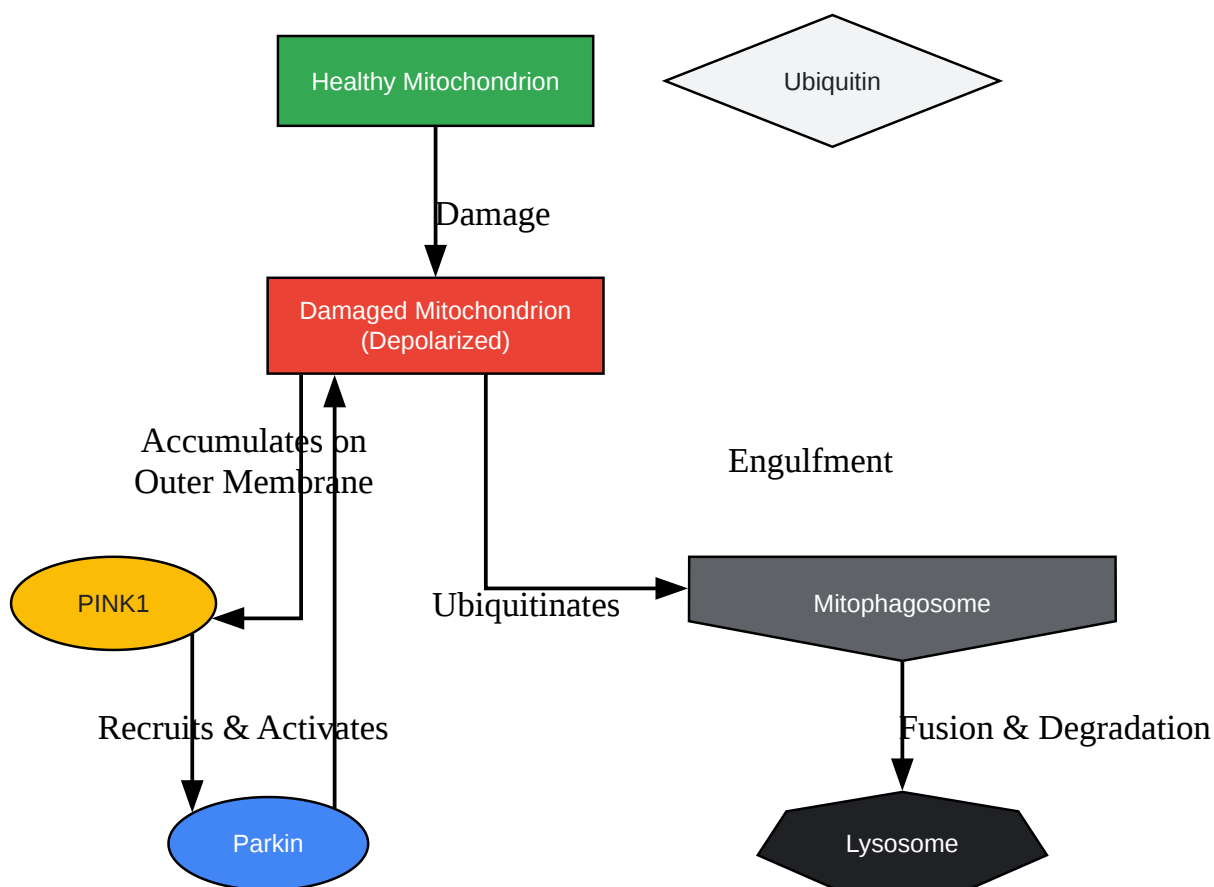 Healthy Mitochondrion
Ubiquitin
Damage
Damaged Mitochondrion
(Depolarized)
Accumulates on
Outer Membrane
Engulfment
PINK1
Ubiquitinates
Mitophagosome
Recruits & Activates
Fusion & Degradation
Parkin
Lysosome